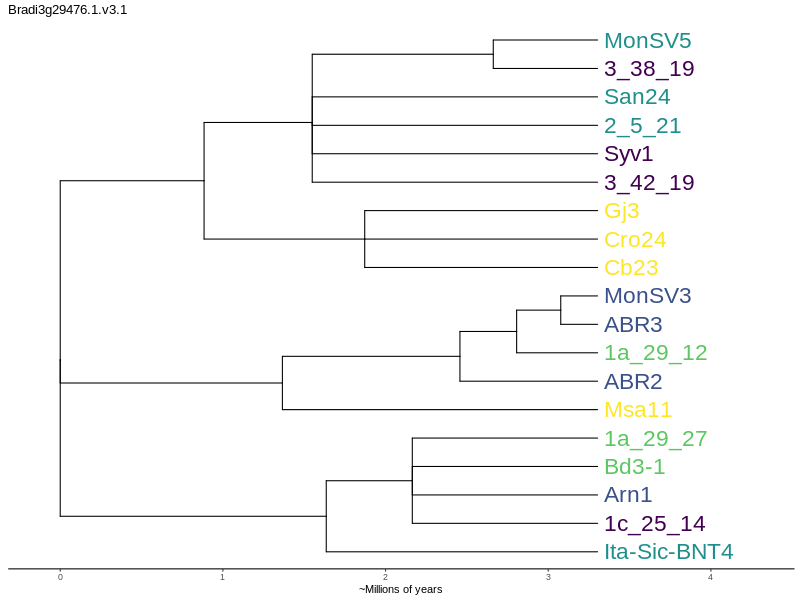 Bradi3g29476.1.v3.1
MonSV5
3_38_19
San24
2_5_21
Syv1
3_42_19
Gj3
Cro24
Cb23
MonSV3
ABR3
1a_29_12
ABR2
Msa11
1a_29_27
Bd3-1
Arn1
1c_25_14
Ita-Sic-BNT4
0 1 2 3 4
~Millions of years